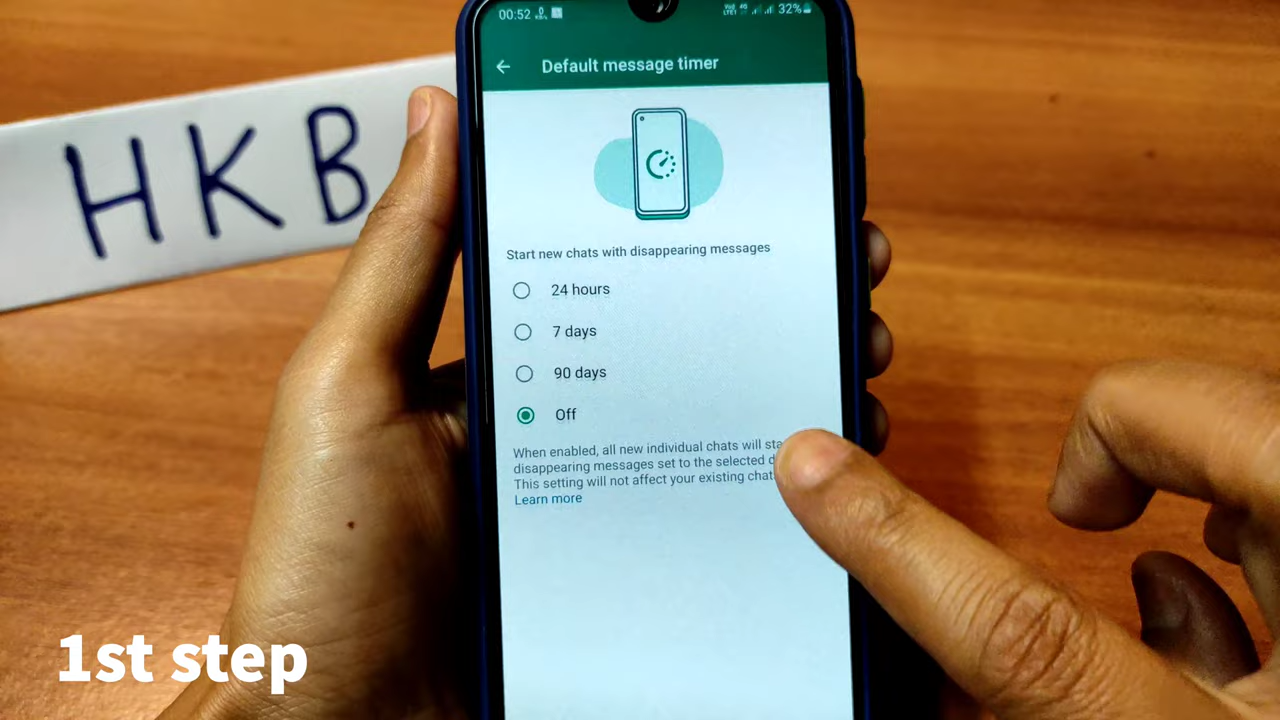 00:52
32%
Default message timer
HKB
Start new chats with disappearing messages
24 hours
7 days
90 days
Off
When enabled, all new individual chats will
disappearing messages set to the selected
This setting will not affect your existing
Learn more
1st step